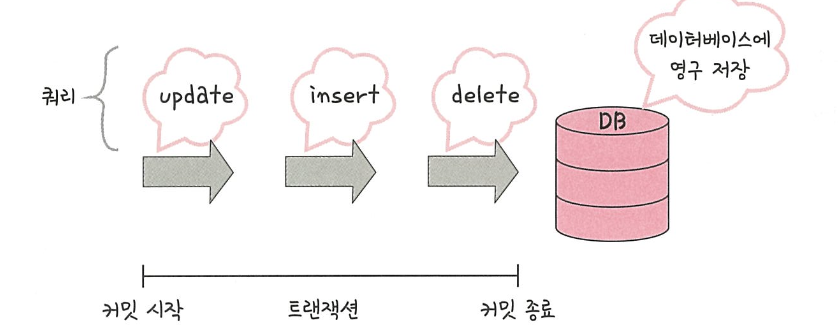 데이터베이스에
영구 저장
쿼리
update
insert
delete
DB
커밋 시작
트랜잭션
커밋 종료